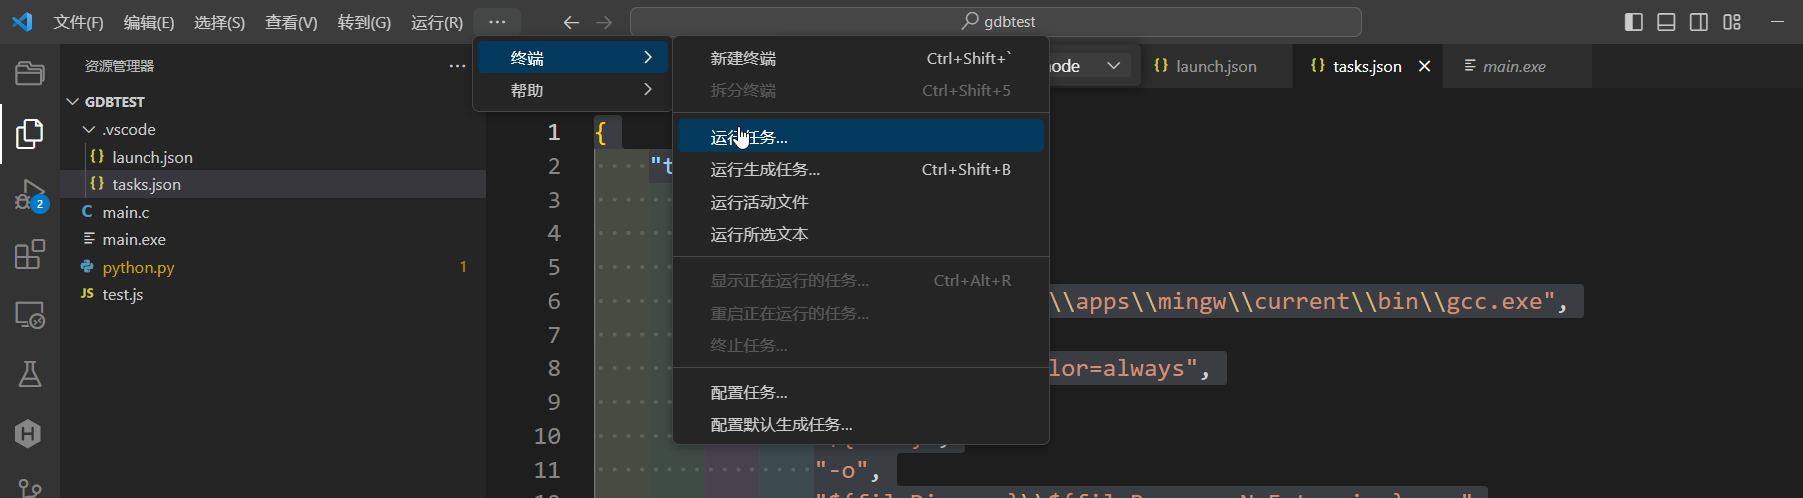 文件(F) 编辑(E) 选择(S) 查看(V) 转到(G) 运行(R) ··· gdbtest
资源管理器 ···
GDBTEST
.vscode
{} launch.json
{} tasks.json
2
C main.c
main.exe
python.py 1
JS test.js
终端
帮助
新建终端 Ctrl+Shift+`
拆分终端 Ctrl+Shift+5
运行任务...
运行生成任务... Ctrl+Shift+B
运行活动文件
运行所选文本
显示正在运行的任务... Ctrl+Alt+R
重启正在运行的任务...
终止任务...
配置任务...
配置默认生成任务...
{} launch.json {} tasks.json main.exe
1 {
2 "t
3
4
5
6 \\apps\\mingw\\current\\bin\\gcc.exe",
7
8 lor=always",
9
10
11 "-o",